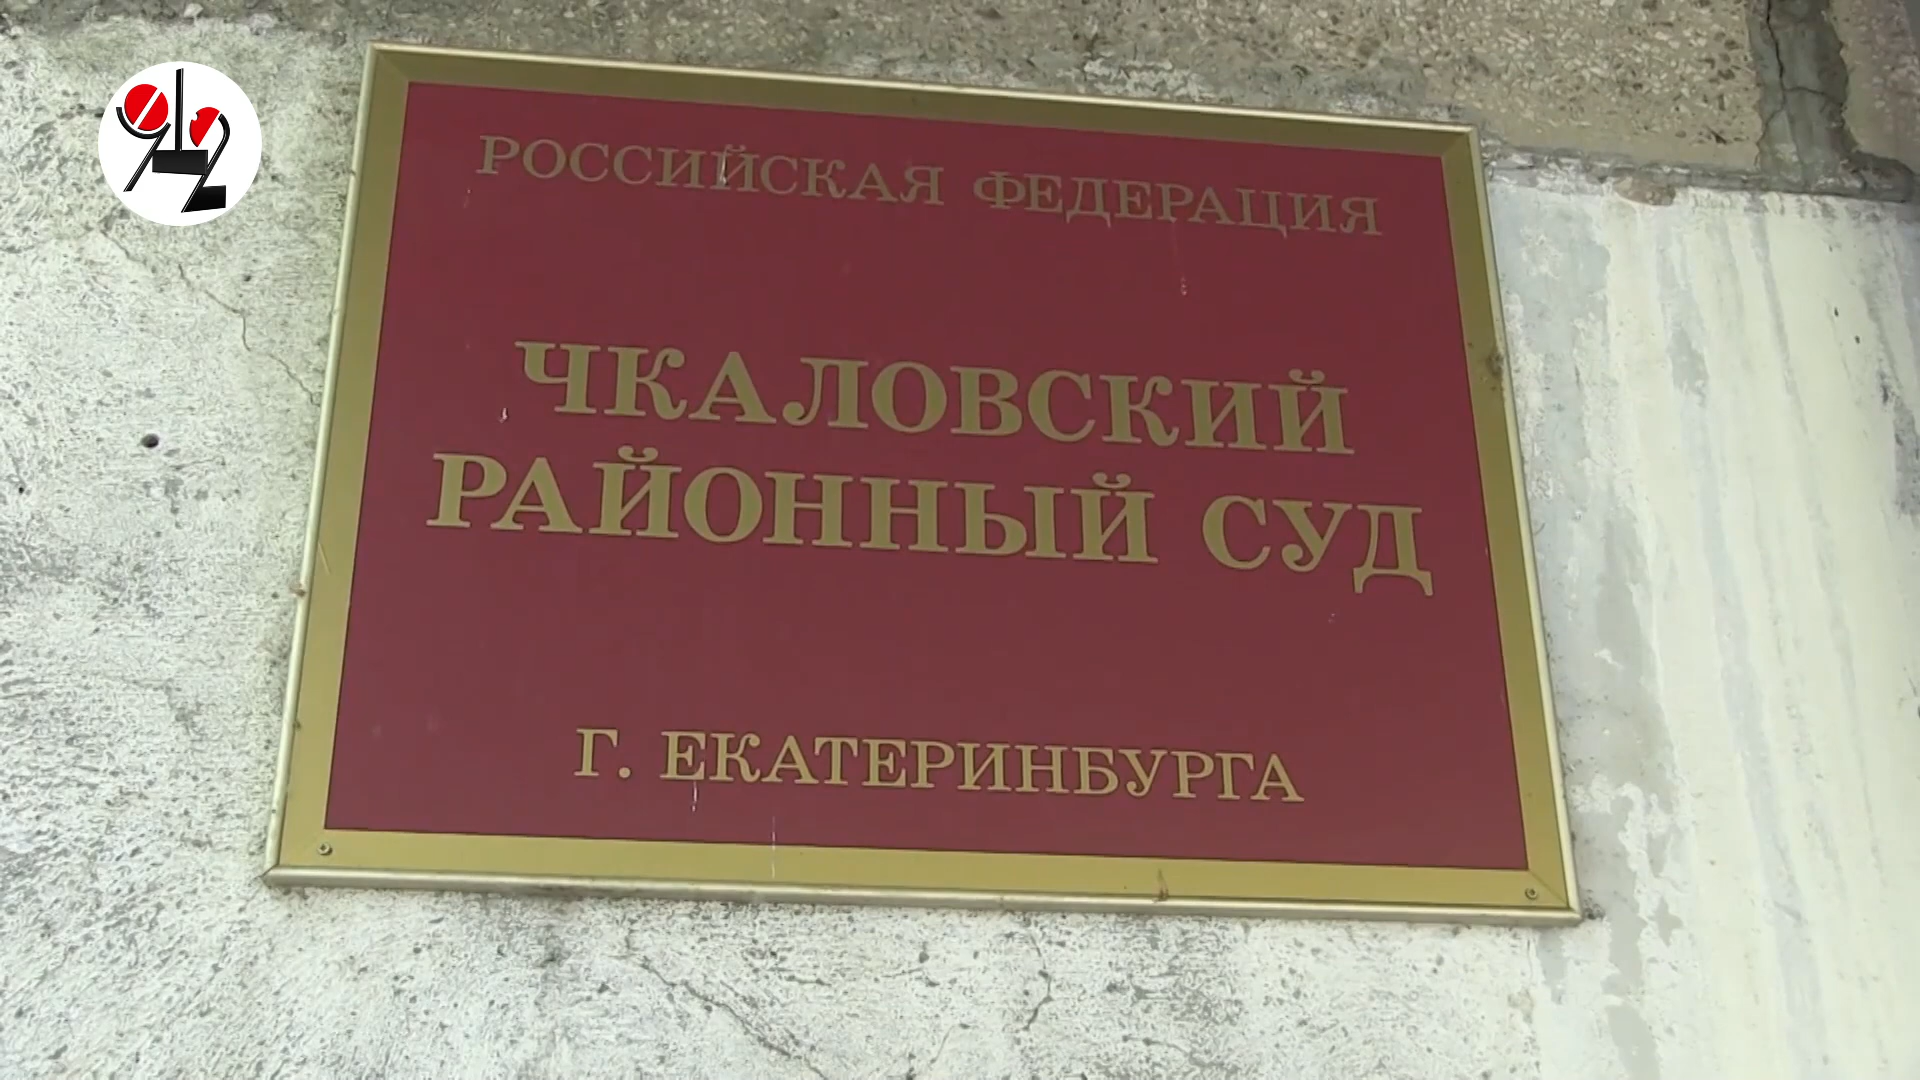 РОССИЙСКАЯ ФЕДЕРАЦИЯ
ЧКАЛОВСКИЙ
РАЙОННЫЙ СУД
Г. ЕКАТЕРИНБУРГА